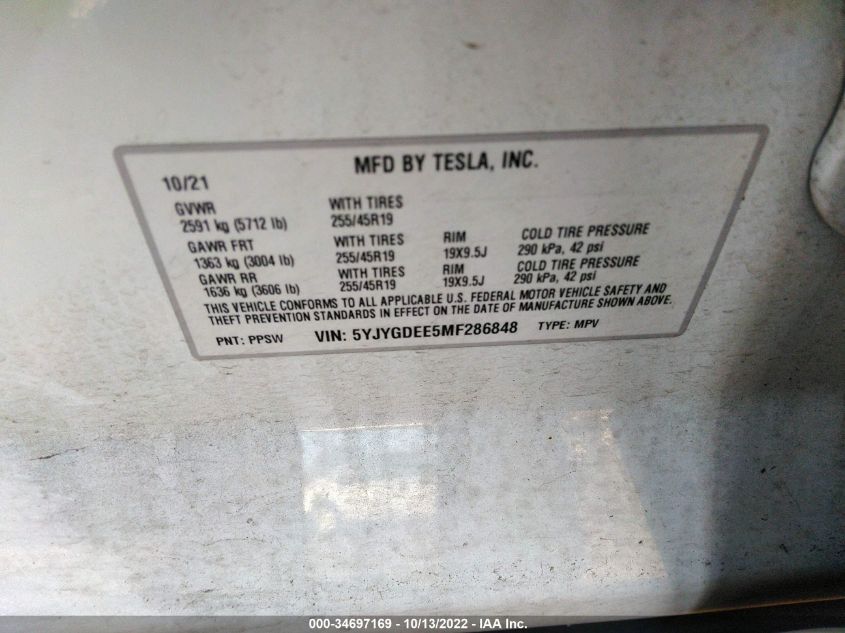 MFD BY TESLA, INC.
10/21
GVWR WITH TIRES
2591 kg (5712 lb) 255/45R19
GAWR FRT WITH TIRES RIM COLD TIRE PRESSURE
1363 kg (3004 lb) 255/45R19 19X9.5J 290 kPa, 42 psi
GAWR RR WITH TIRES RIM COLD TIRE PRESSURE
1636 kg (3606 lb) 255/45R19 19X9.5J 290 kPa, 42 psi
THIS VEHICLE CONFORMS TO ALL APPLICABLE U.S. FEDERAL MOTOR VEHICLE SAFETY AND
THEFT PREVENTION STANDARDS IN EFFECT ON THE DATE OF MANUFACTURE SHOWN ABOVE.
PNT: PPSW VIN: 5YJYGDEE5MF286848 TYPE: MPV
000-34697169 - 10/13/2022 - IAA Inc.